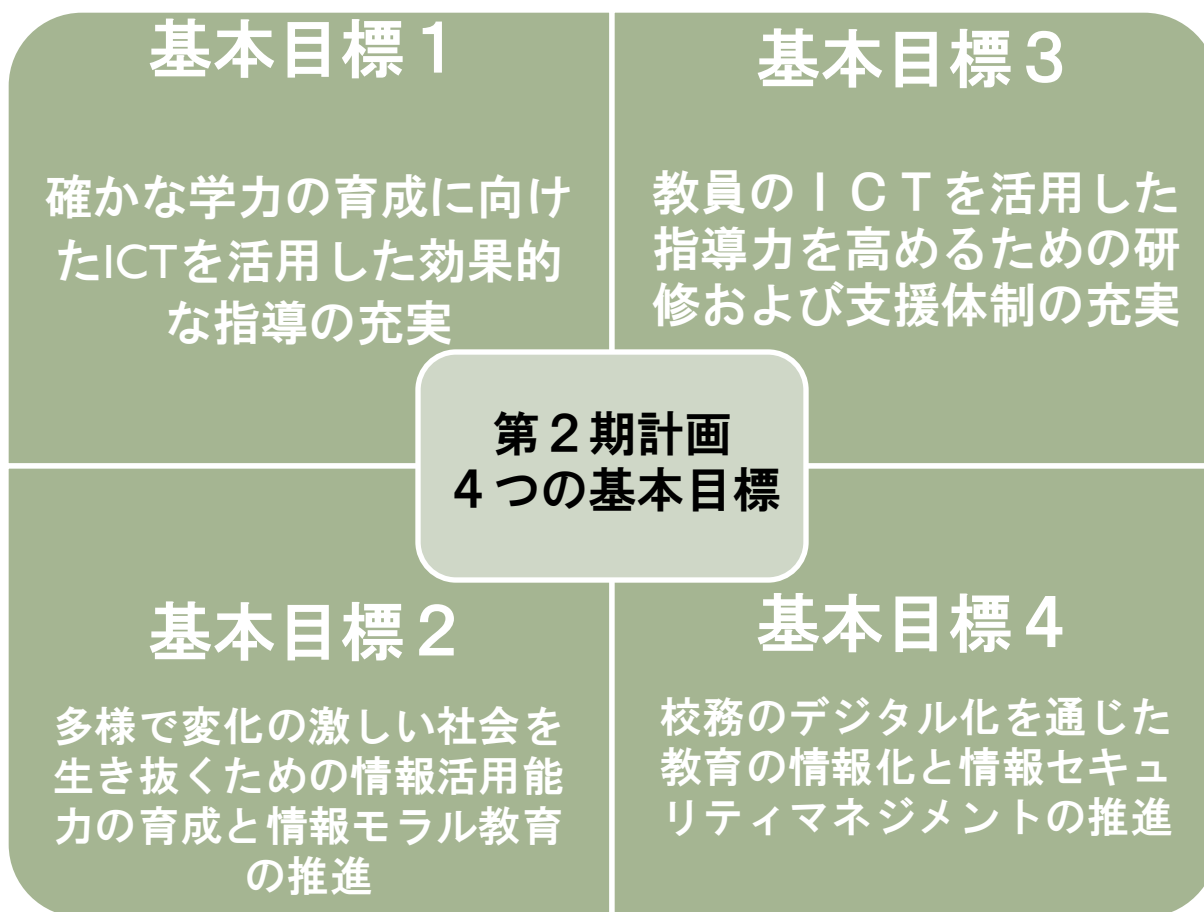 基本目標１
確かな学力の育成に向け
たICTを活用した効果的
な指導の充実
基本目標３
教員のＩＣＴを活用した
指導力を高めるための研
修および支援体制の充実
第２期計画
４つの基本目標
基本目標２
多様で変化の激しい社会を
生き抜くための情報活用能
力の育成と情報モラル教育
の推進
基本目標４
校務のデジタル化を通じた
教育の情報化と情報セキュ
リティマネジメントの推進